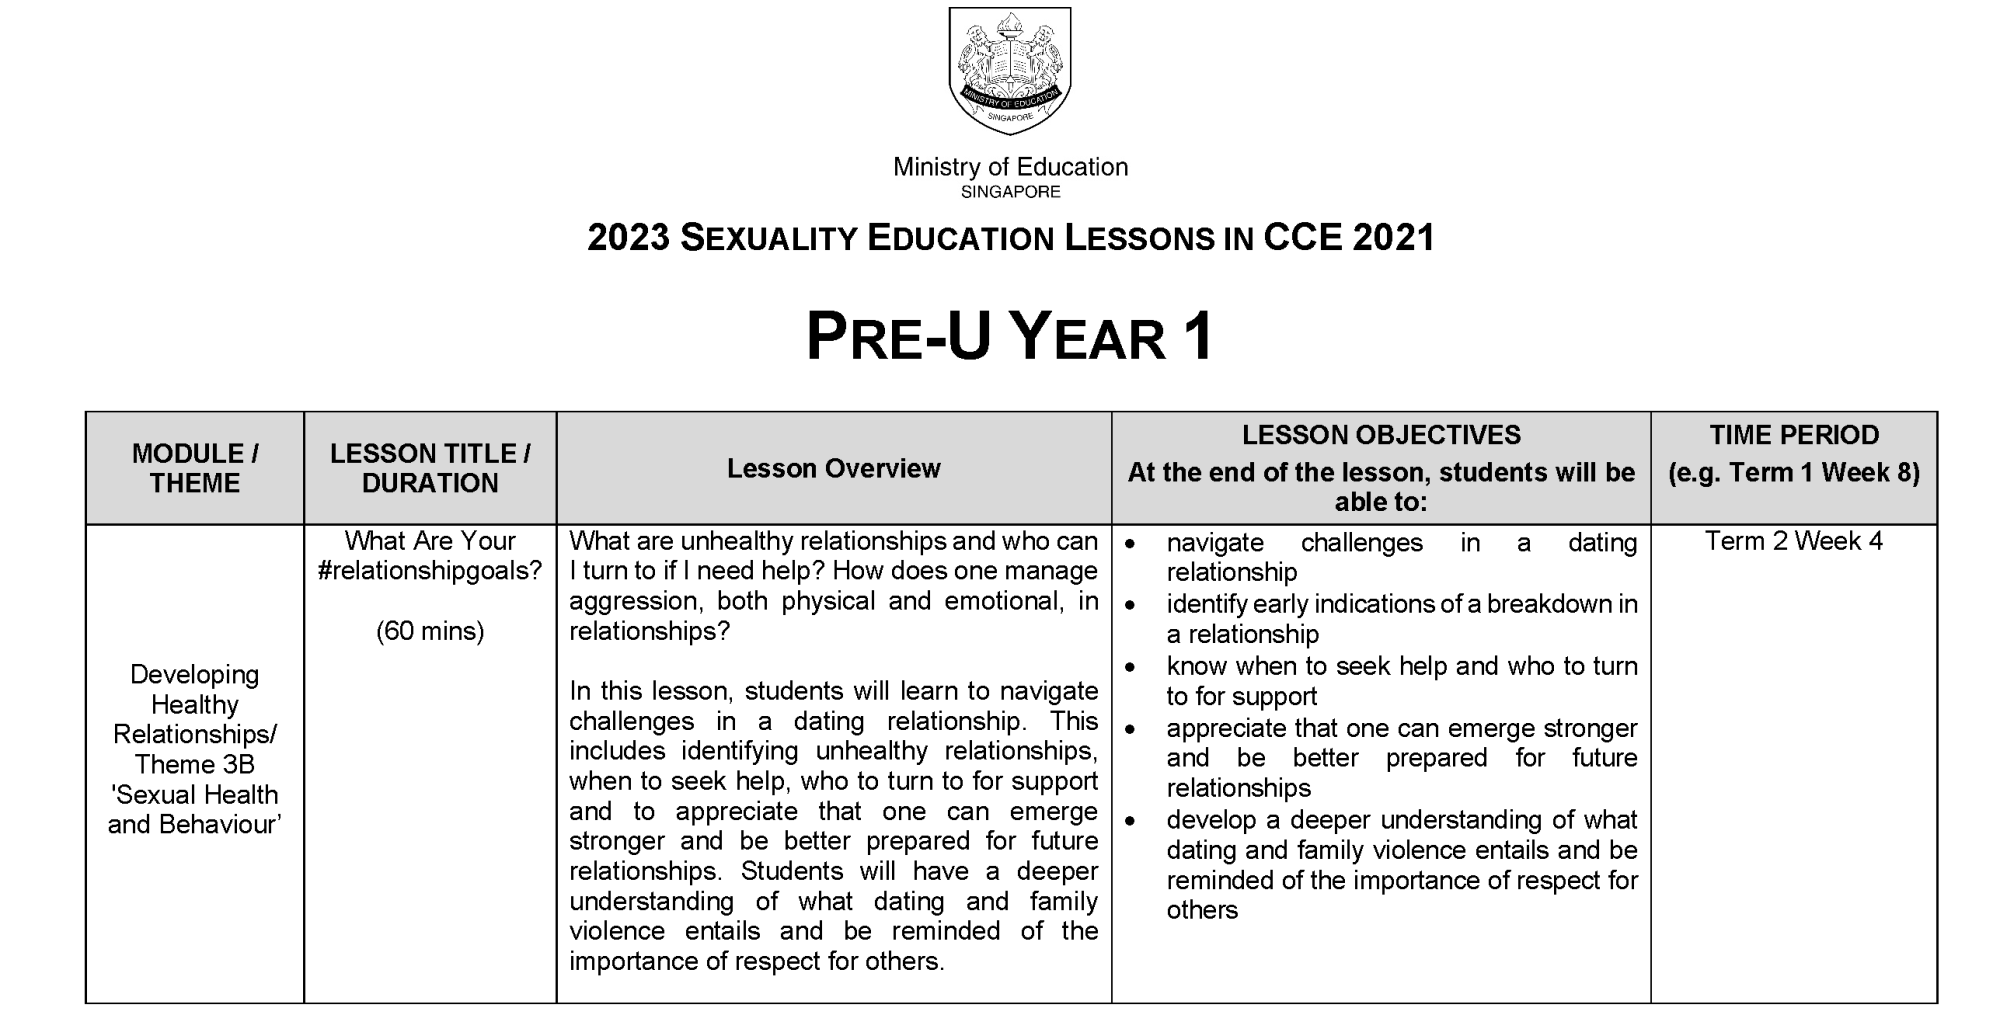 MINISTRY OF EDUCATION
SINGAPORE
Ministry of Education
SINGAPORE
2023 SEXUALITY EDUCATION LESSONS IN CCE 2021
PRE-U YEAR 1
MODULE /
THEME
LESSON TITLE /
DURATION
Lesson Overview
LESSON OBJECTIVES
At the end of the lesson, students will be
able to:
TIME PERIOD
(e.g. Term 1 Week 8)
Developing
Healthy
Relationships/
Theme 3B
'Sexual Health
and Behaviour’
What Are Your
#relationshipgoals?
(60 mins)
What are unhealthy relationships and who can
I turn to if I need help? How does one manage
aggression, both physical and emotional, in
relationships?
In this lesson, students will learn to navigate
challenges in a dating relationship. This
includes identifying unhealthy relationships,
when to seek help, who to turn to for support
and to appreciate that one can emerge
stronger and be better prepared for future
relationships. Students will have a deeper
understanding of what dating and family
violence entails and be reminded of the
importance of respect for others.
• navigate challenges in a dating
relationship
• identify early indications of a breakdown in
a relationship
• know when to seek help and who to turn
to for support
• appreciate that one can emerge stronger
and be better prepared for future
relationships
• develop a deeper understanding of what
dating and family violence entails and be
reminded of the importance of respect for
others
Term 2 Week 4